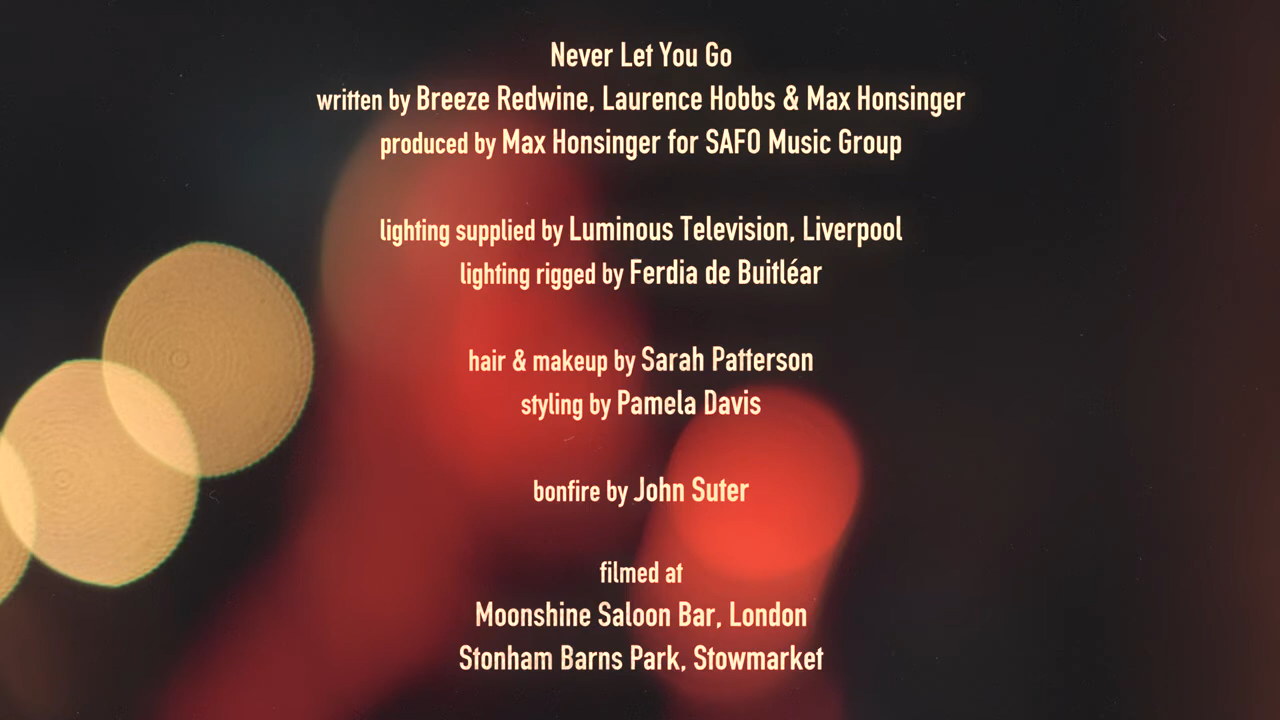 Never Let You Go
written by Breeze Redwine, Laurence Hobbs & Max Honsinger
produced by Max Honsinger for SAFO Music Group
lighting supplied by Luminous Television, Liverpool
lighting rigged by Ferdia de Buitléar
hair & makeup by Sarah Patterson
styling by Pamela Davis
bonfire by John Suter
filmed at
Moonshine Saloon Bar, London
Stonham Barns Park, Stowmarket